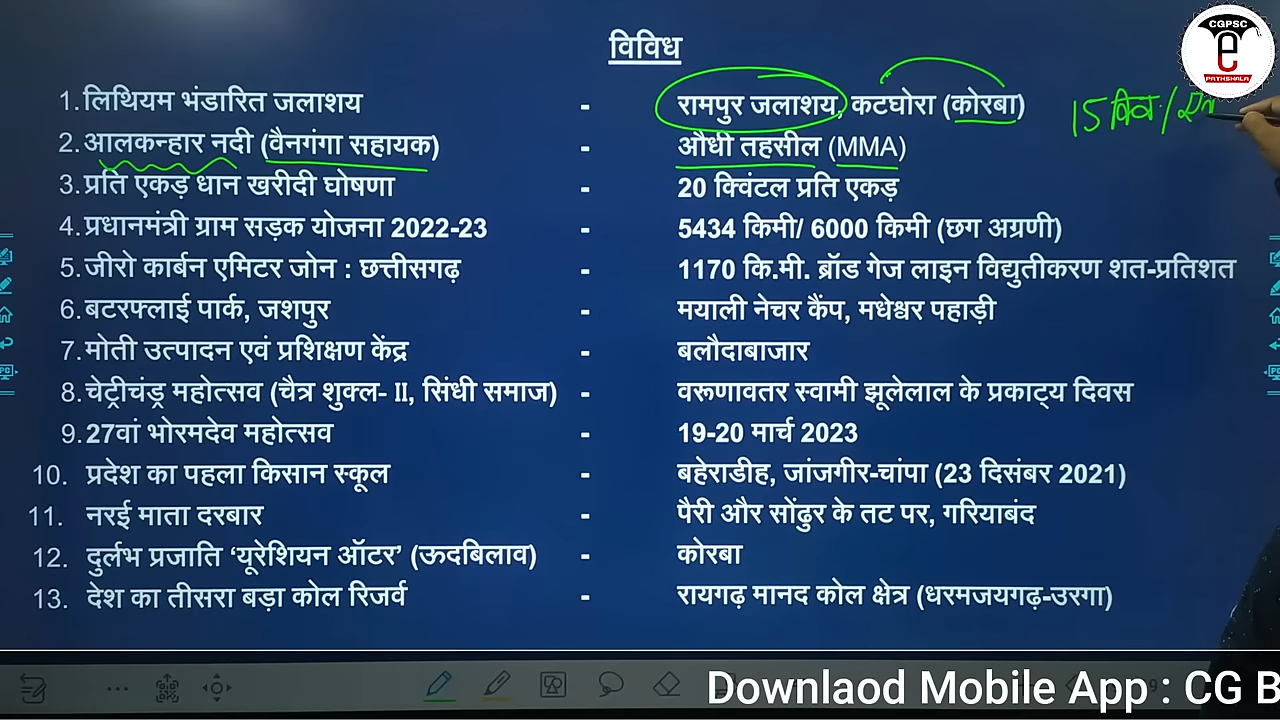 CGPSC
e
PATHSHALA
विविध
1. लिथियम भंडारित जलाशय - रामपुर जलाशय, कटघोरा (कोरबा)
15 क्वि./
2. आलकन्हार नदी (वैनगंगा सहायक) - औधी तहसील (MMA)
3. प्रति एकड़ धान खरीदी घोषणा - 20 क्विंटल प्रति एकड़
4. प्रधानमंत्री ग्राम सड़क योजना 2022-23 - 5434 किमी/ 6000 किमी (छग अग्रणी)
5. जीरो कार्बन एमिटर जोन : छत्तीसगढ़ - 1170 कि.मी. ब्रॉड गेज लाइन विद्युतीकरण शत-प्रतिशत
6. बटरफ्लाई पार्क, जशपुर - मयाली नेचर कैंप, मधेश्वर पहाड़ी
7. मोती उत्पादन एवं प्रशिक्षण केंद्र - बलौदाबाजार
8. चेट्रीचंड्र महोत्सव (चैत्र शुक्ल- II, सिंधी समाज) - वरूणावतर स्वामी झूलेलाल के प्रकाट्य दिवस
9. 27वां भोरमदेव महोत्सव - 19-20 मार्च 2023
10. प्रदेश का पहला किसान स्कूल - बहेराडीह, जांजगीर-चांपा (23 दिसंबर 2021)
11. नरई माता दरबार - पैरी और सोंढुर के तट पर, गरियाबंद
12. दुर्लभ प्रजाति ‘यूरेशियन ऑटर’ (ऊदबिलाव) - कोरबा
13. देश का तीसरा बड़ा कोल रिजर्व - रायगढ़ मानद कोल क्षेत्र (धरमजयगढ़-उरगा)
Downlaod Mobile App : CG B